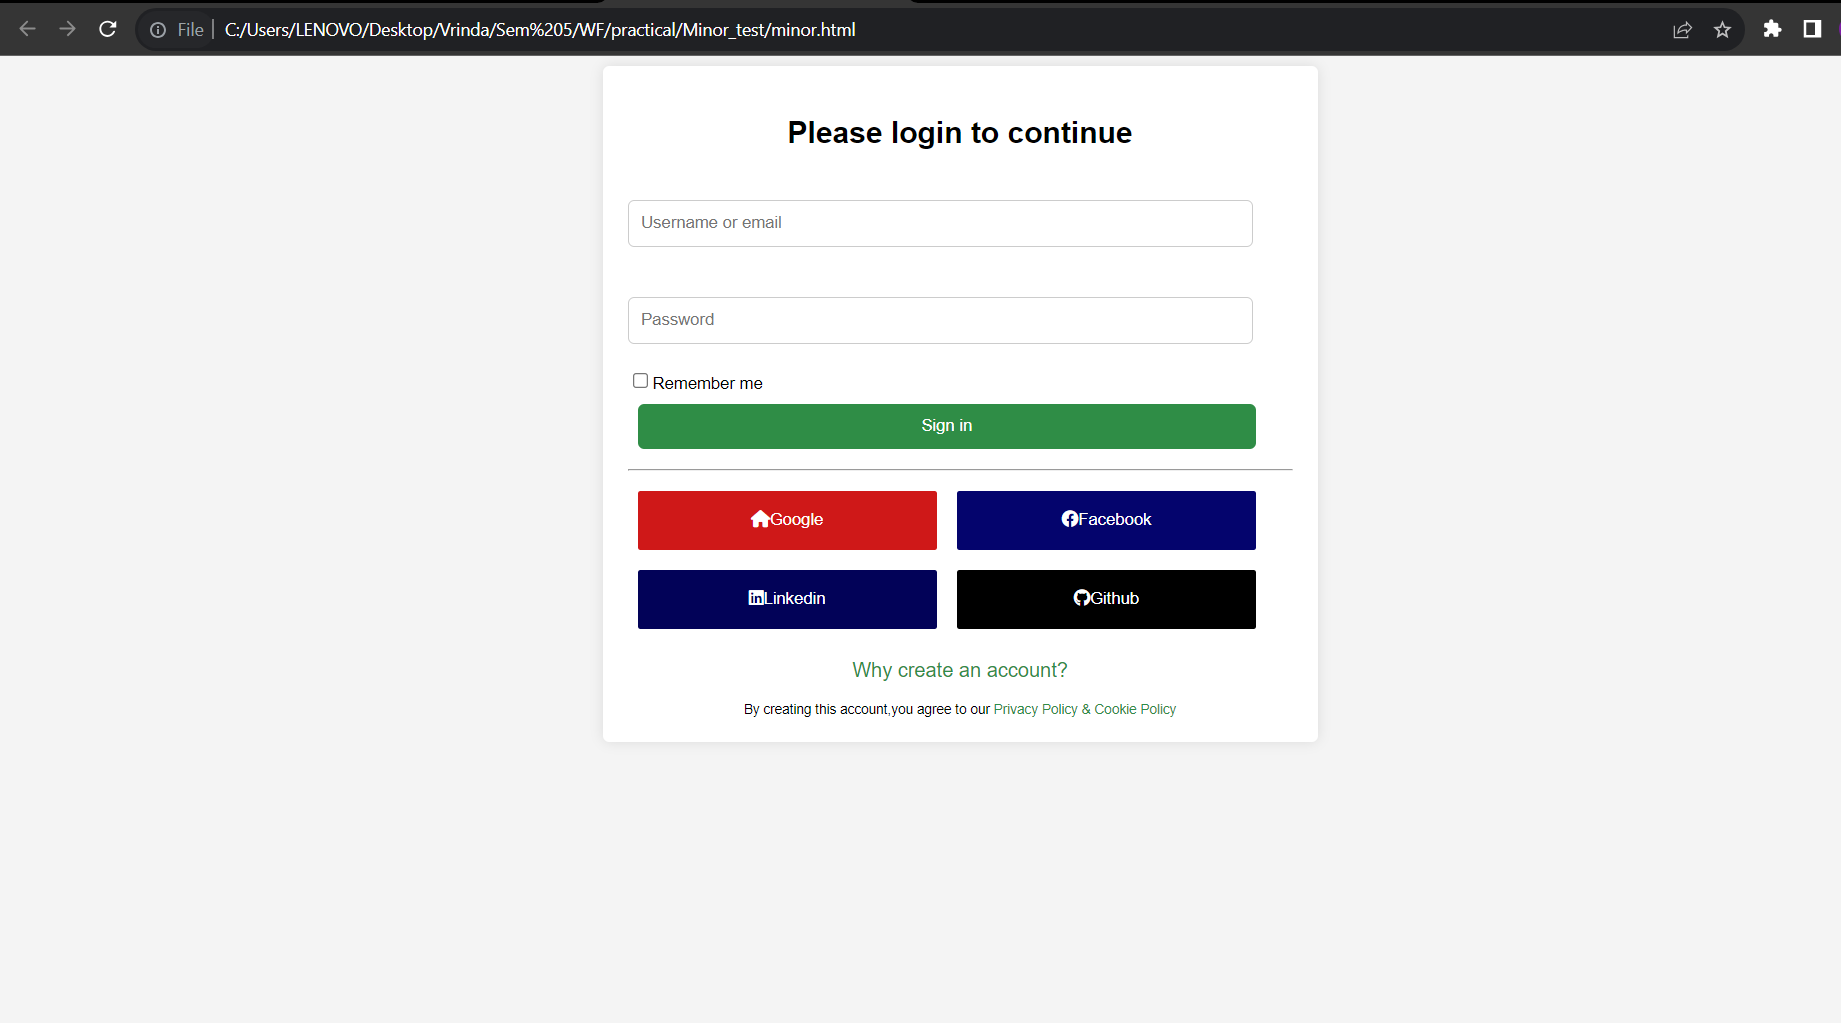 File C:/Users/LENOVO/Desktop/Vrinda/Sem%205/WF/practical/Minor_test/minor.html
Please login to continue
Username or email
Password
Remember me
Sign in
Google Facebook
Linkedin Github
Why create an account?
By creating this account,you agree to our Privacy Policy & Cookie Policy